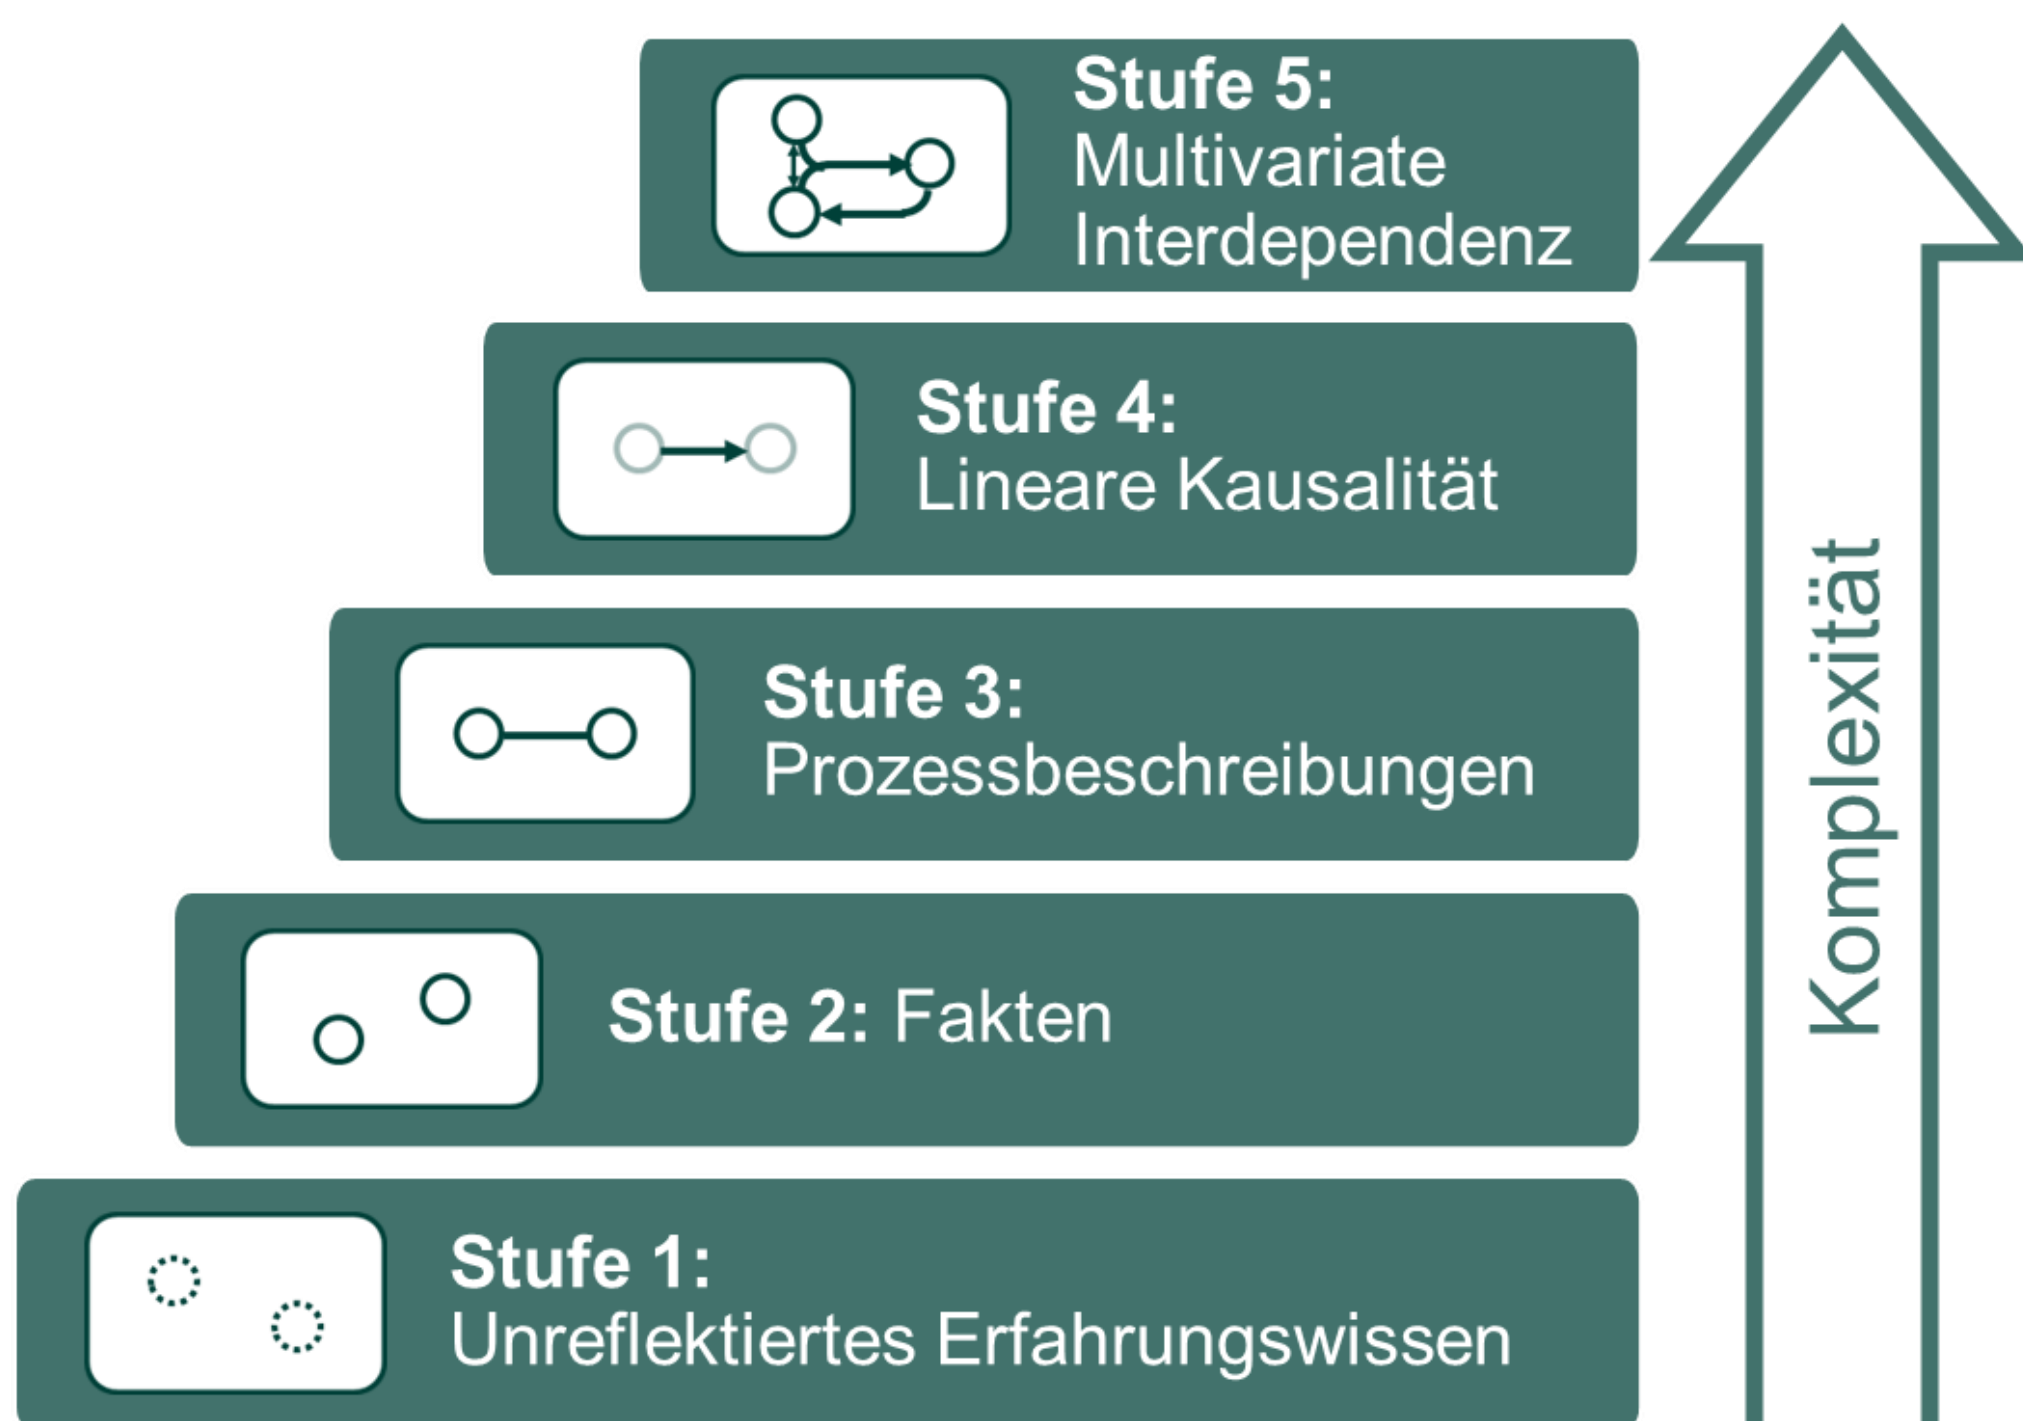 Stufe 5:
Multivariate
Interdependenz
Stufe 4:
Lineare Kausalität
Stufe 3:
Prozessbeschreibungen
Stufe 2: Fakten
Stufe 1:
Unreflektiertes Erfahrungswissen
Komplexität